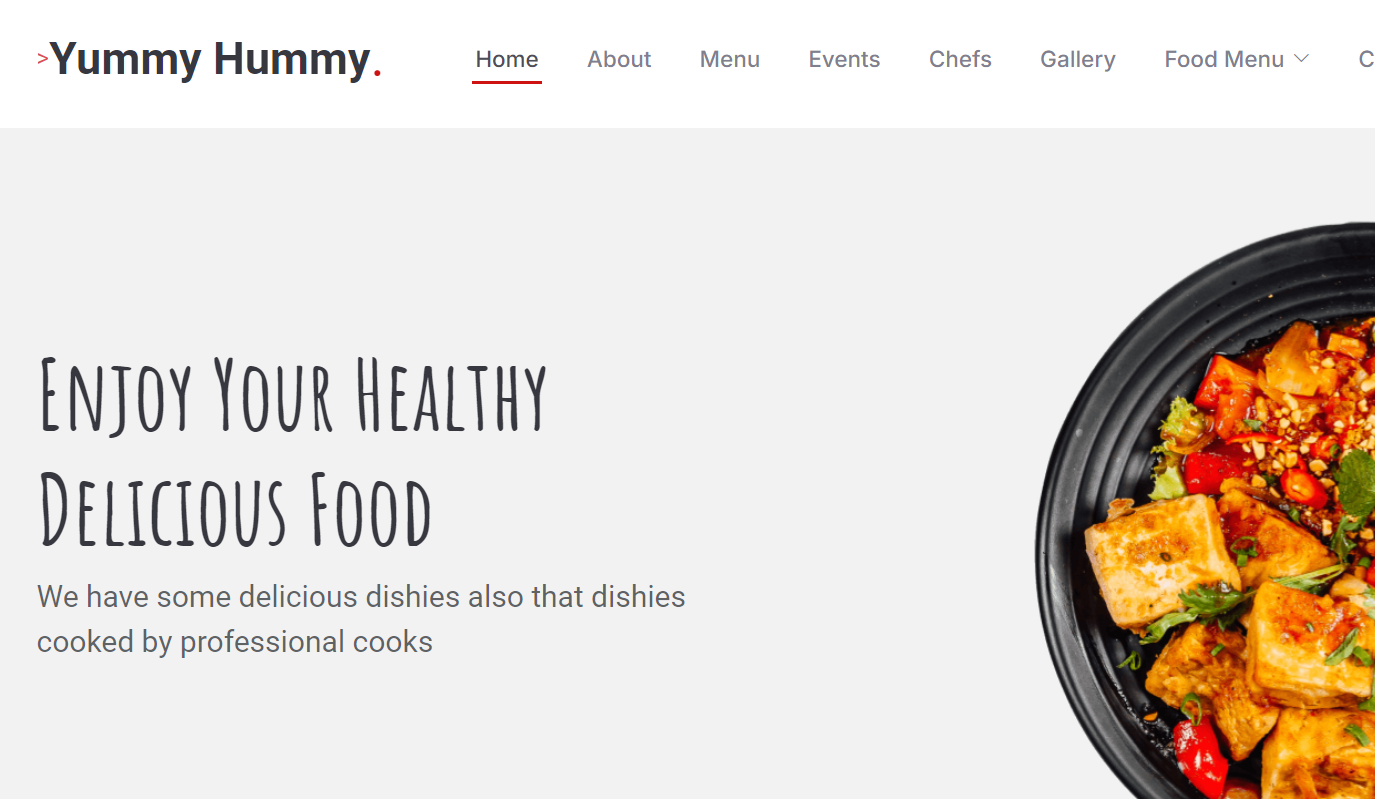 >Yummy Hummy.
Home About Menu Events Chefs Gallery Food Menu C
Enjoy Your Healthy
Delicious Food
We have some delicious dishies also that dishies
cooked by professional cooks